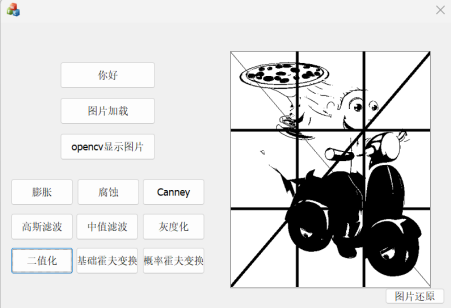 你好
图片加载
opencv显示图片
膨胀 腐蚀 Canney
高斯滤波 中值滤波 灰度化
二值化 基础霍夫变换 概率霍夫变换
图片还原